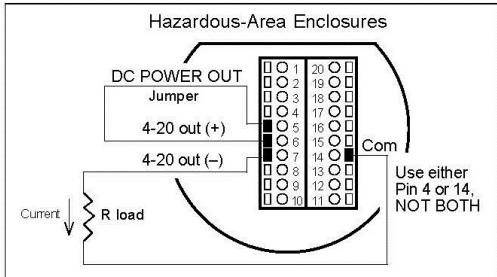 Hazardous-Area Enclosures
DC POWER OUT
Jumper
4-20 out (+)
4-20 out (–)
1 20
2 19
3 18
4 17
5 16
6 15
7 14
8 13
9 12
10 11
Com
Use either
Pin 4 or 14,
NOT BOTH
Current
R load